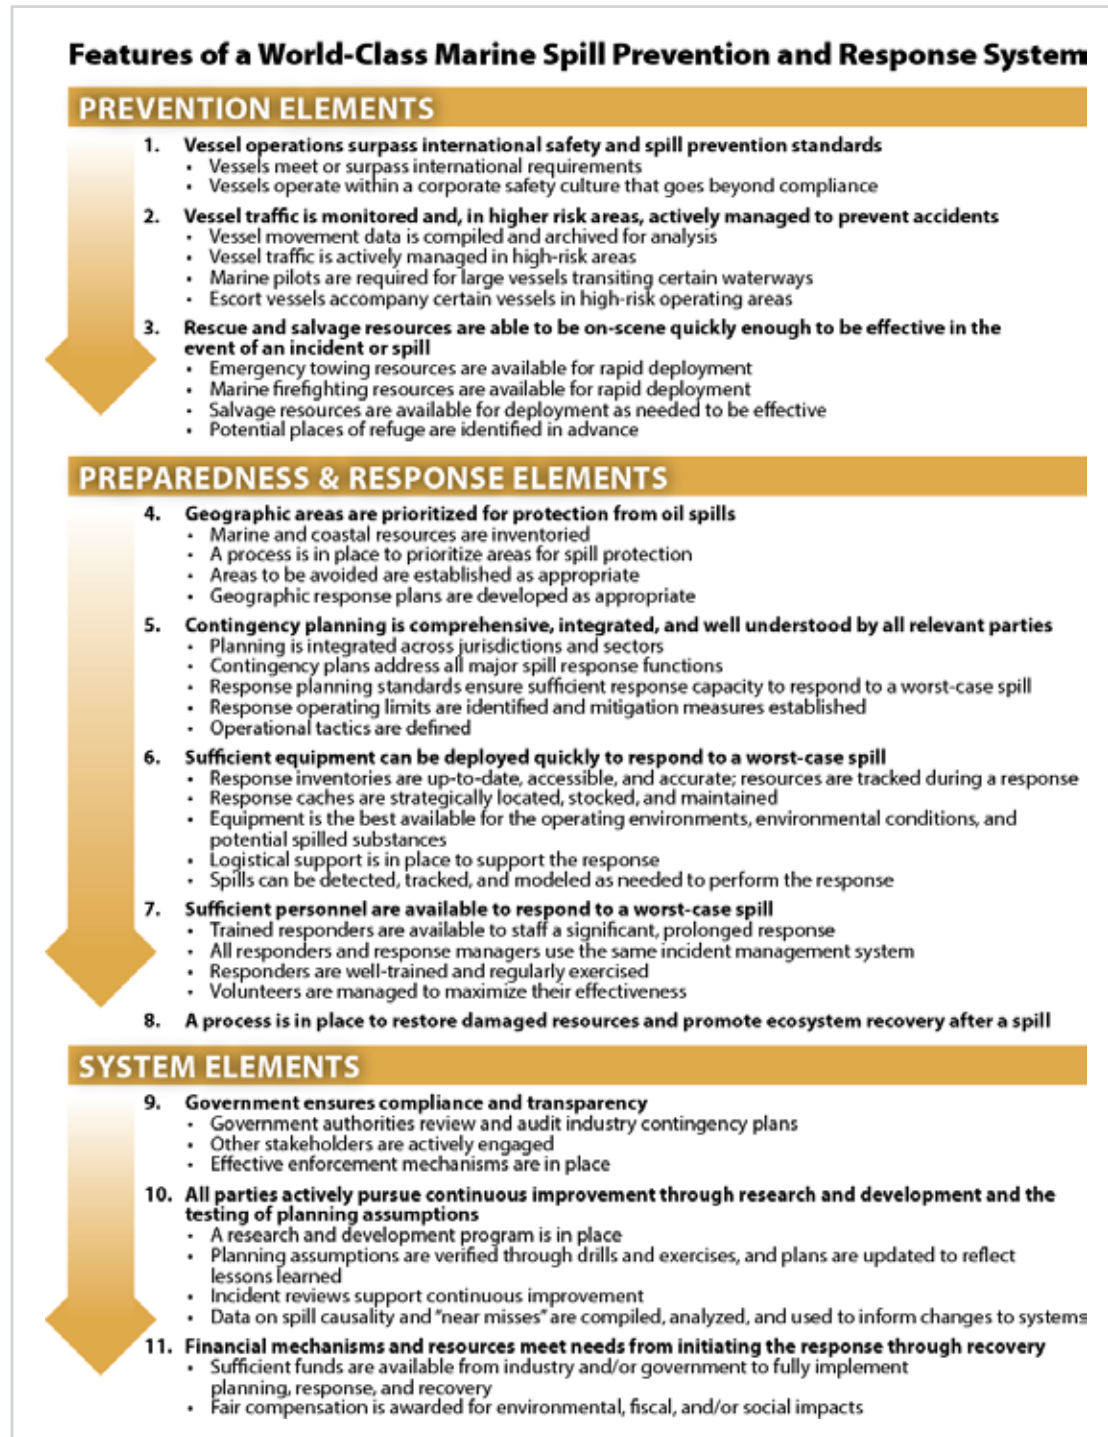 Features of a World-Class Marine Spill Prevention and Response System
PREVENTION ELEMENTS
1. Vessel operations surpass international safety and spill prevention standards
• Vessels meet or surpass international requirements
• Vessels operate within a corporate safety culture that goes beyond compliance
2. Vessel traffic is monitored and, in higher risk areas, actively managed to prevent accidents
• Vessel movement data is compiled and archived for analysis
• Vessel traffic is actively managed in high-risk areas
• Marine pilots are required for large vessels transiting certain waterways
• Escort vessels accompany certain vessels in high-risk operating areas
3. Rescue and salvage resources are able to be on-scene quickly enough to be effective in the
event of an incident or spill
• Emergency towing resources are available for rapid deployment
• Marine firefighting resources are available for rapid deployment
• Salvage resources are available for deployment as needed to be effective
• Potential places of refuge are identified in advance
PREPAREDNESS & RESPONSE ELEMENTS
4. Geographic areas are prioritized for protection from oil spills
• Marine and coastal resources are inventoried
• A process is in place to prioritize areas for spill protection
• Areas to be avoided are established as appropriate
• Geographic response plans are developed as appropriate
5. Contingency planning is comprehensive, integrated, and well understood by all relevant parties
• Planning is integrated across jurisdictions and sectors
• Contingency plans address all major spill response functions
• Response planning standards ensure sufficient response capacity to respond to a worst-case spill
• Response operating limits are identified and mitigation measures established
• Operational tactics are defined
6. Sufficient equipment can be deployed quickly to respond to a worst-case spill
• Response inventories are up-to-date, accessible, and accurate; resources are tracked during a response
• Response caches are strategically located, stocked, and maintained
• Equipment is the best available for the operating environments, environmental conditions, and
potential spilled substances
• Logistical support is in place to support the response
• Spills can be detected, tracked, and modeled as needed to perform the response
7. Sufficient personnel are available to respond to a worst-case spill
• Trained responders are available to staff a significant, prolonged response
• All responders and response managers use the same incident management system
• Responders are well-trained and regularly exercised
• Volunteers are managed to maximize their effectiveness
8. A process is in place to restore damaged resources and promote ecosystem recovery after a spill
SYSTEM ELEMENTS
9. Government ensures compliance and transparency
• Government authorities review and audit industry contingency plans
• Other stakeholders are actively engaged
• Effective enforcement mechanisms are in place
10. All parties actively pursue continuous improvement through research and development and the
testing of planning assumptions
• A research and development program is in place
• Planning assumptions are verified through drills and exercises, and plans are updated to reflect
lessons learned
• Incident reviews support continuous improvement
• Data on spill causality and "near misses" are compiled, analyzed, and used to inform changes to systems
11. Financial mechanisms and resources meet needs from initiating the response through recovery
• Sufficient funds are available from industry and/or government to fully implement
planning, response, and recovery
• Fair compensation is awarded for environmental, fiscal, and/or social impacts